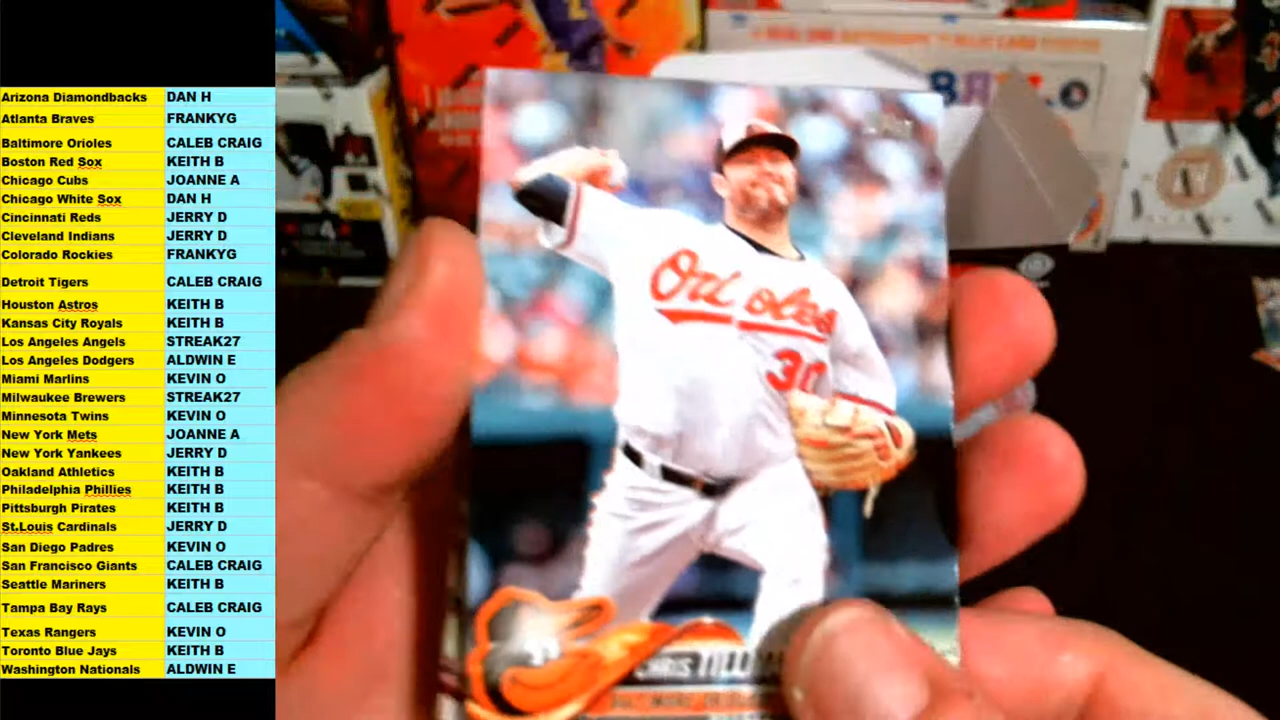 Arizona Diamondbacks DAN H
Atlanta Braves FRANKYG
Baltimore Orioles CALEB CRAIG
Boston Red Sox KEITH B
Chicago Cubs JOANNE A
Chicago White Sox DAN H
Cincinnati Reds JERRY D
Cleveland Indians JERRY D
Colorado Rockies FRANKYG
Detroit Tigers CALEB CRAIG
Houston Astros KEITH B
Kansas City Royals KEITH B
Los Angeles Angels STREAK27
Los Angeles Dodgers ALDWIN E
Miami Marlins KEVIN O
Milwaukee Brewers STREAK27
Minnesota Twins KEVIN O
New York Mets JOANNE A
New York Yankees JERRY D
Oakland Athletics KEITH B
Philadelphia Phillies KEITH B
Pittsburgh Pirates KEITH B
St.Louis Cardinals JERRY D
San Diego Padres KEVIN O
San Francisco Giants CALEB CRAIG
Seattle Mariners KEITH B
Tampa Bay Rays CALEB CRAIG
Texas Rangers KEVIN O
Toronto Blue Jays KEITH B
Washington Nationals ALDWIN E
Orioles
30
CHRIS